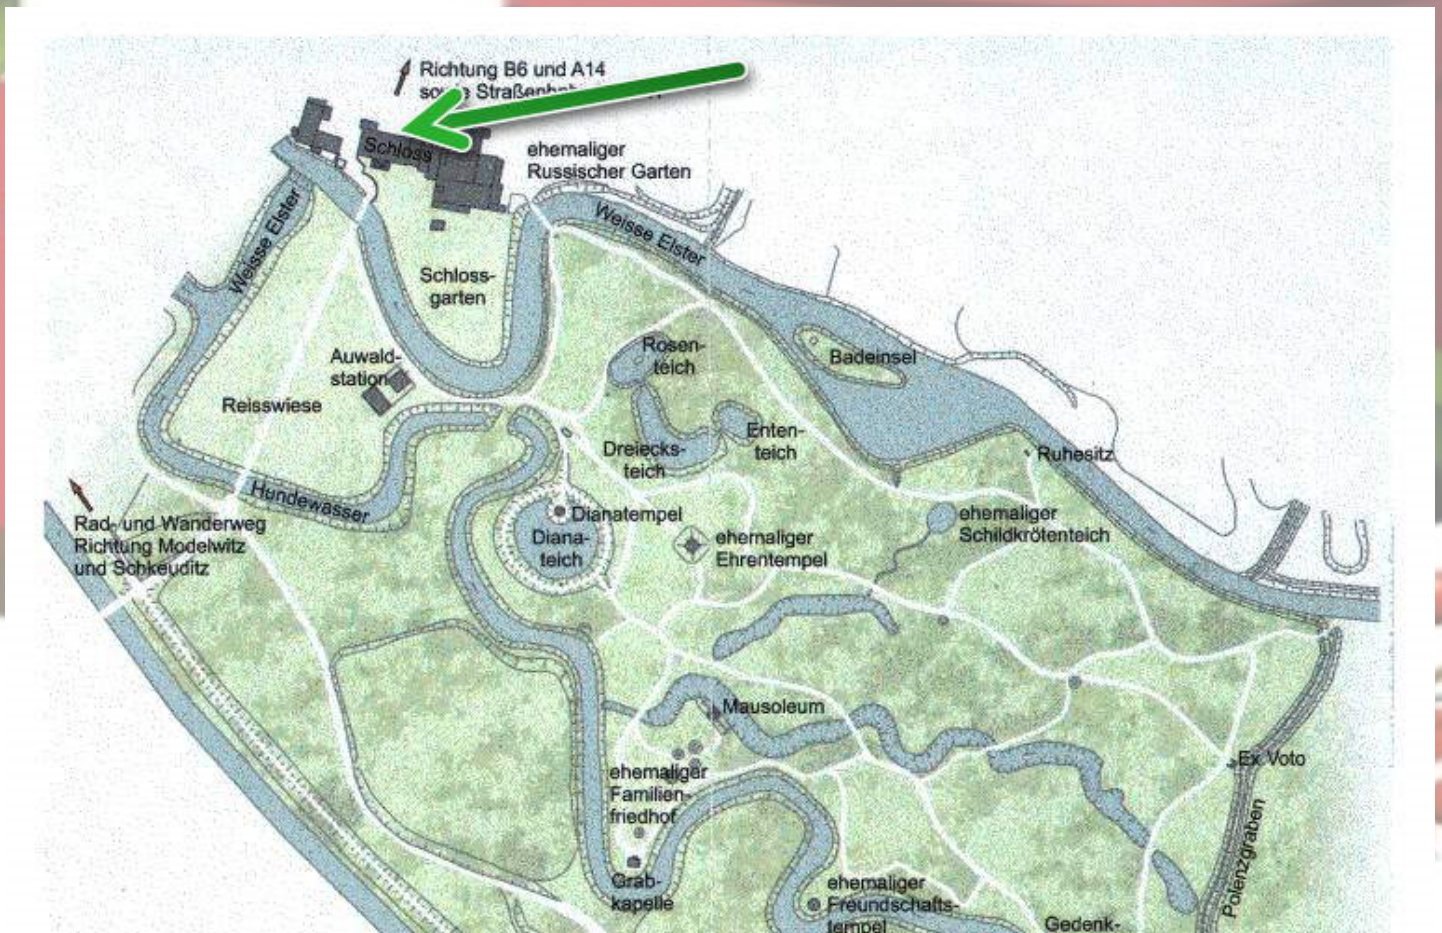 Richtung B6 und A14
Schloss
ehemaliger
Russischer Garten
Weisse Elster
Weisse Elster
Schloss-
garten
Rosen-
teich
Auwald-
station
Badeinsel
Reisswiese
Enten-
teich
Dreiecks-
teich
Ruhesitz
Hundewasser
Rad- und Wanderweg
Richtung Modelwitz
und Schkeuditz
Dianatempel
Diana-
teich
ehemaliger
Ehrentempel
ehemaliger
Schildkrötenteich
Mausoleum
Ex Voto
ehemaliger
Familien-
friedhof
Polenzgraben
Grab-
kapelle
ehemaliger
Freundschafts-
tempel
Gedenk-